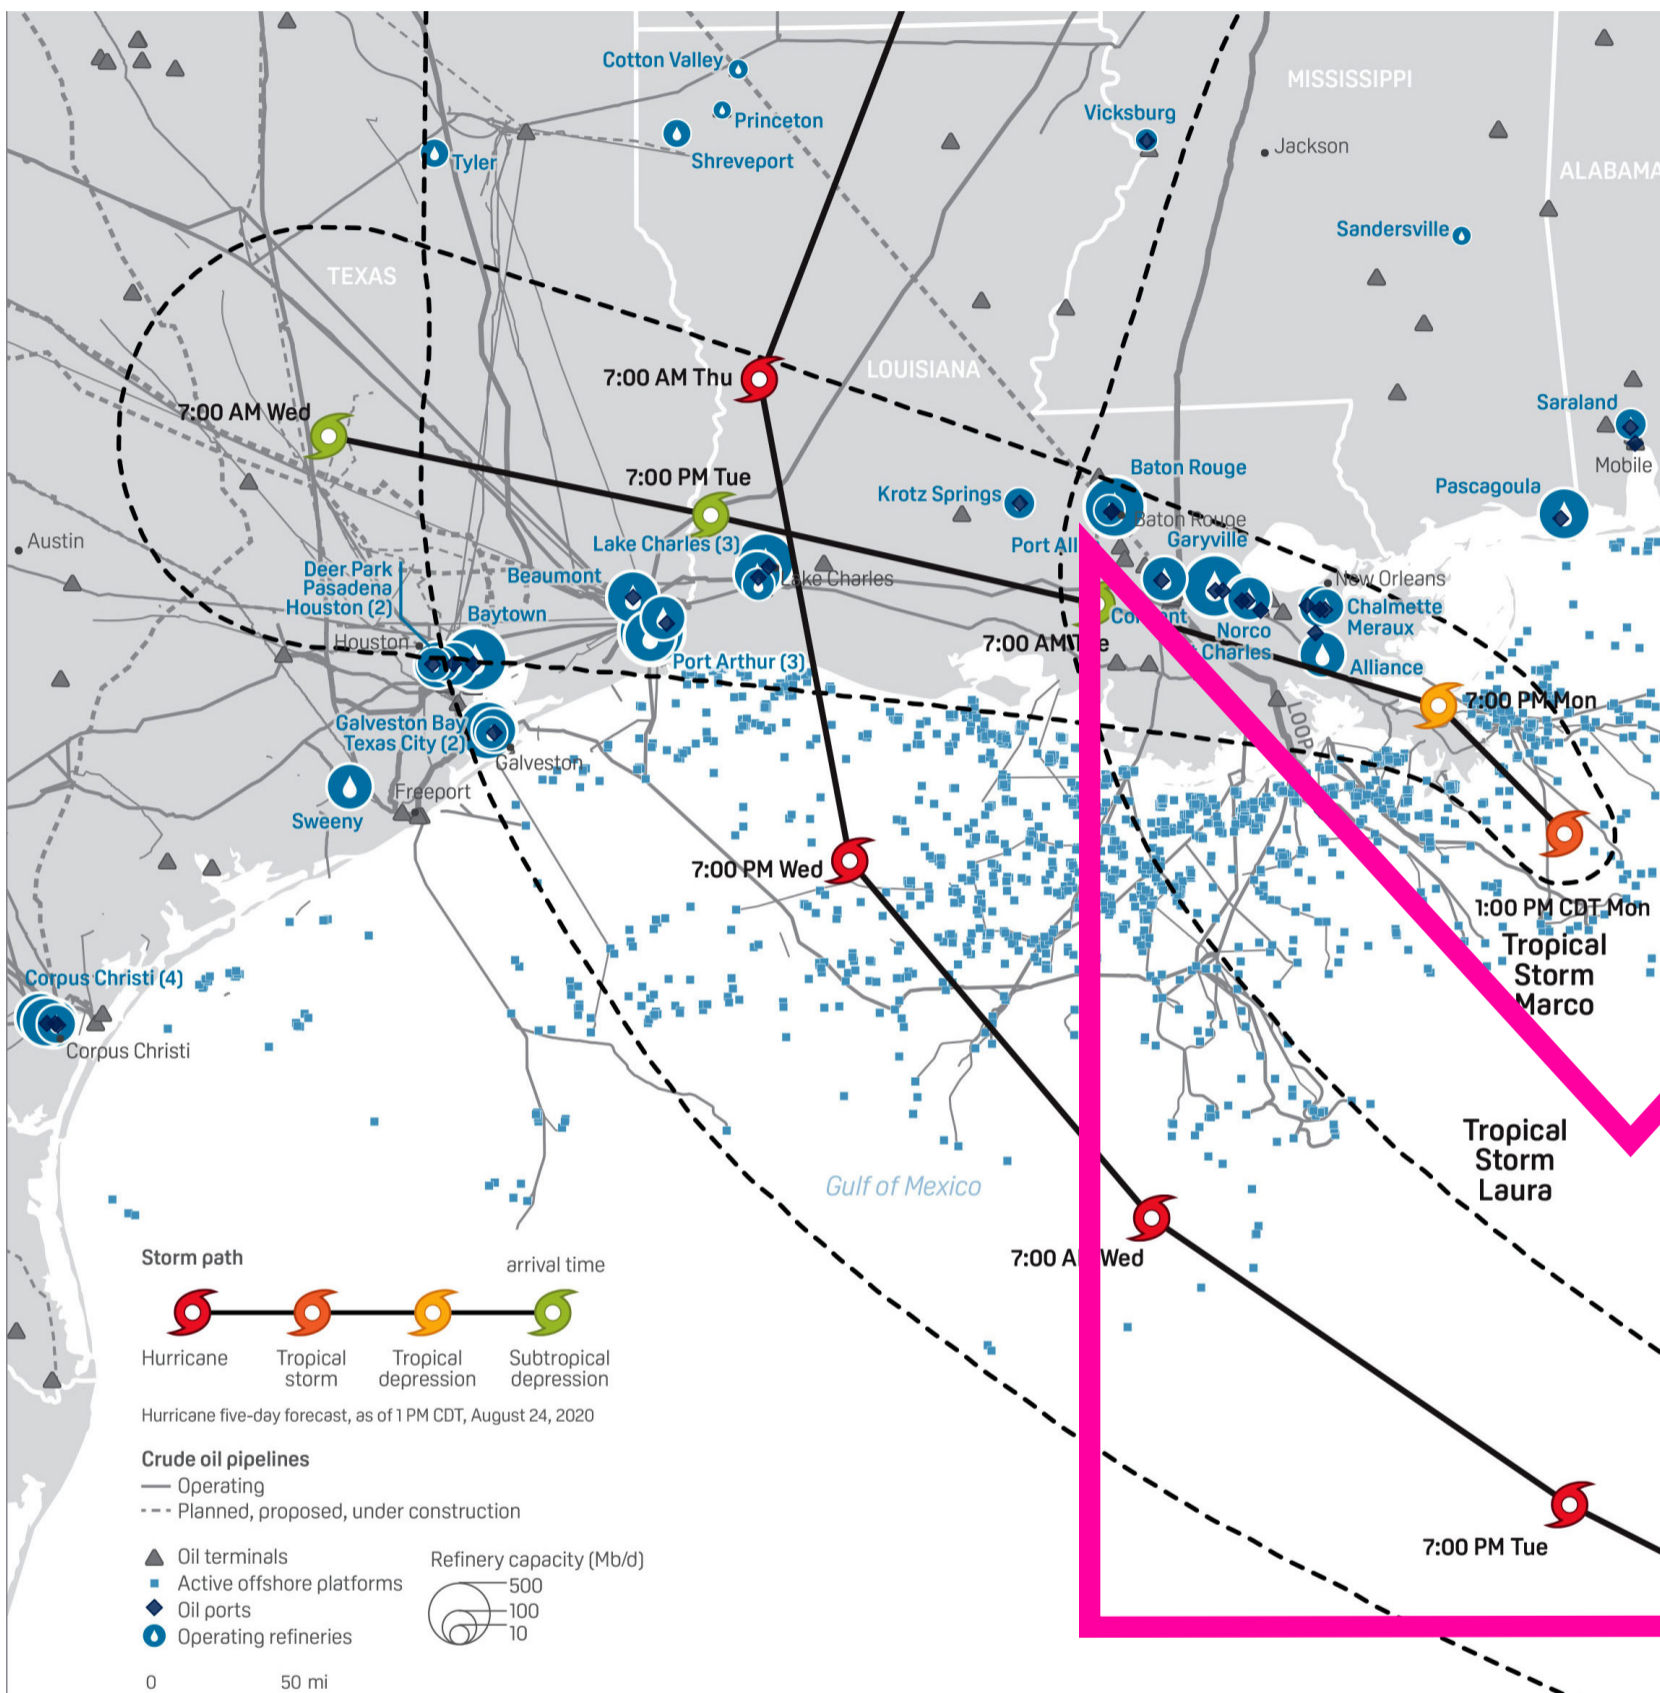 Cotton Valley
Princeton
Shreveport
Tyler
Vicksburg
MISSISSIPPI
Jackson
ALABAMA
Sandersville
TEXAS
LOUISIANA
7:00 AM Thu
7:00 AM Wed
7:00 PM Tue
Saraland
Mobile
Pascagoula
Krotz Springs
Baton Rouge
Baton Rouge
Garyville
Port All
Austin
Lake Charles (3)
Lake Charles
Beaumont
Deer Park
Pasadena
Houston (2)
Baytown
Houston
Port Arthur (3)
New Orleans
Chalmette
Meraux
Norco
Charles
Alliance
7:00 AM Tue
7:00 PM Mon
LOOP
Galveston Bay
Texas City (2)
Galveston
Freeport
Sweeny
7:00 PM Wed
1:00 PM CDT Mon
Tropical
Storm
Marco
Corpus Christi (4)
Corpus Christi
Tropical
Storm
Laura
Gulf of Mexico
7:00 AM Wed
7:00 PM Tue
Storm path
arrival time
Hurricane
Tropical
storm
Tropical
depression
Subtropical
depression
Hurricane five-day forecast, as of 1 PM CDT, August 24, 2020
Crude oil pipelines
Operating
Planned, proposed, under construction
Oil terminals
Active offshore platforms
Oil ports
Operating refineries
Refinery capacity (Mb/d)
500
100
10
0 50 mi